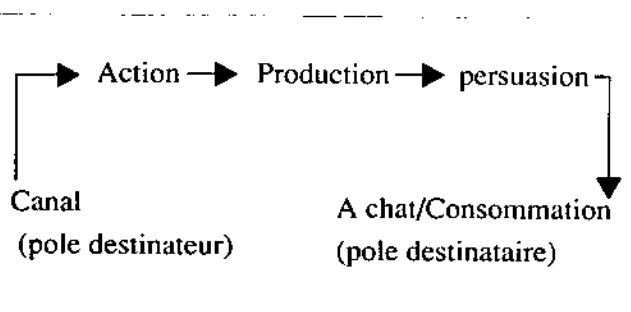 Action Production persuasion
Canal
(pole destinateur)
A chat/Consommation
(pole destinataire)